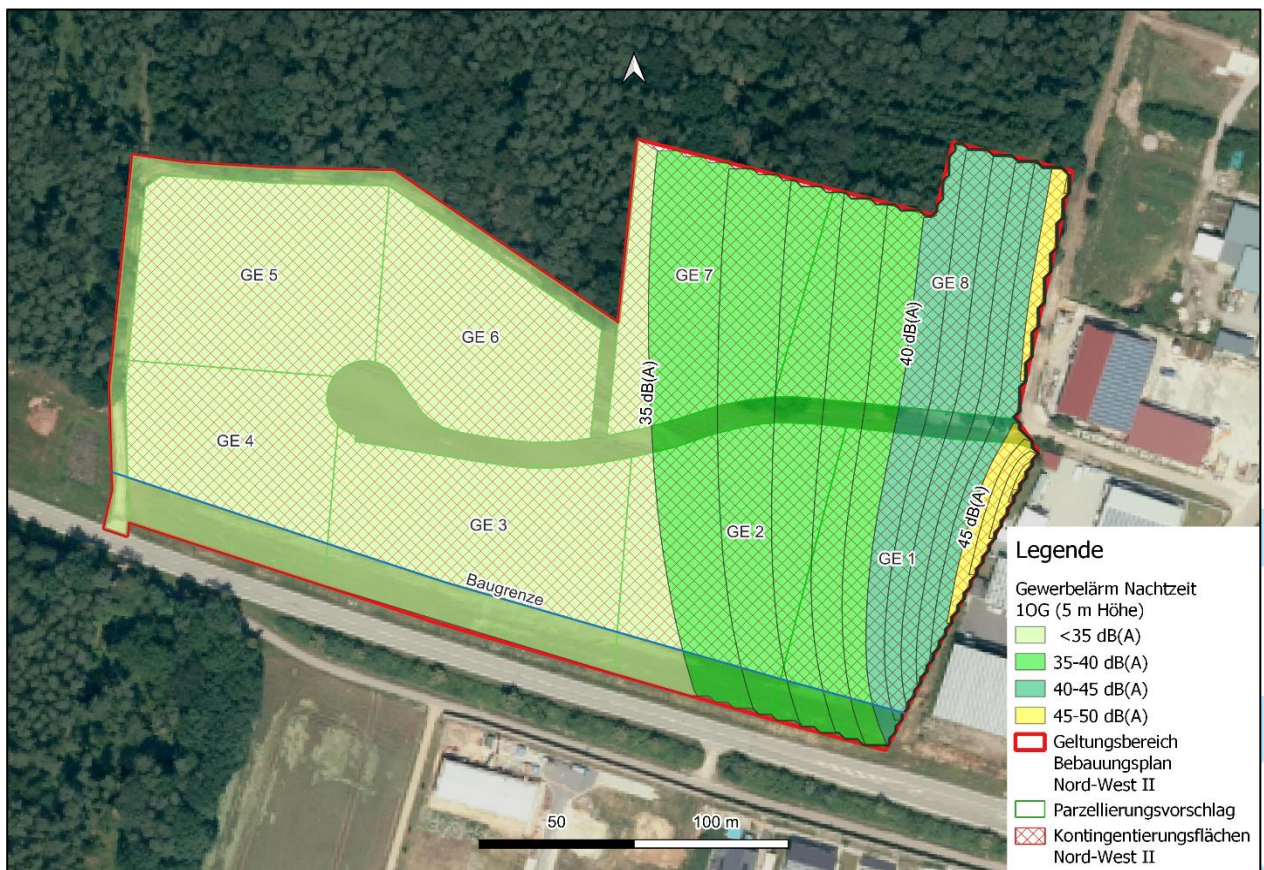 GE 5
GE 7
GE 8
GE 6
35 dB(A)
40 dB(A)
GE 4
GE 3
GE 2
GE 1
45 dB(A)
Baugrenze
50
100 m
Legende
Gewerbelärm Nachtzeit
1OG (5 m Höhe)
<35 dB(A)
35-40 dB(A)
40-45 dB(A)
45-50 dB(A)
Geltungsbereich
Bebauungsplan
Nord-West II
Parzellierungsvorschlag
Kontingentierungsflächen
Nord-West II